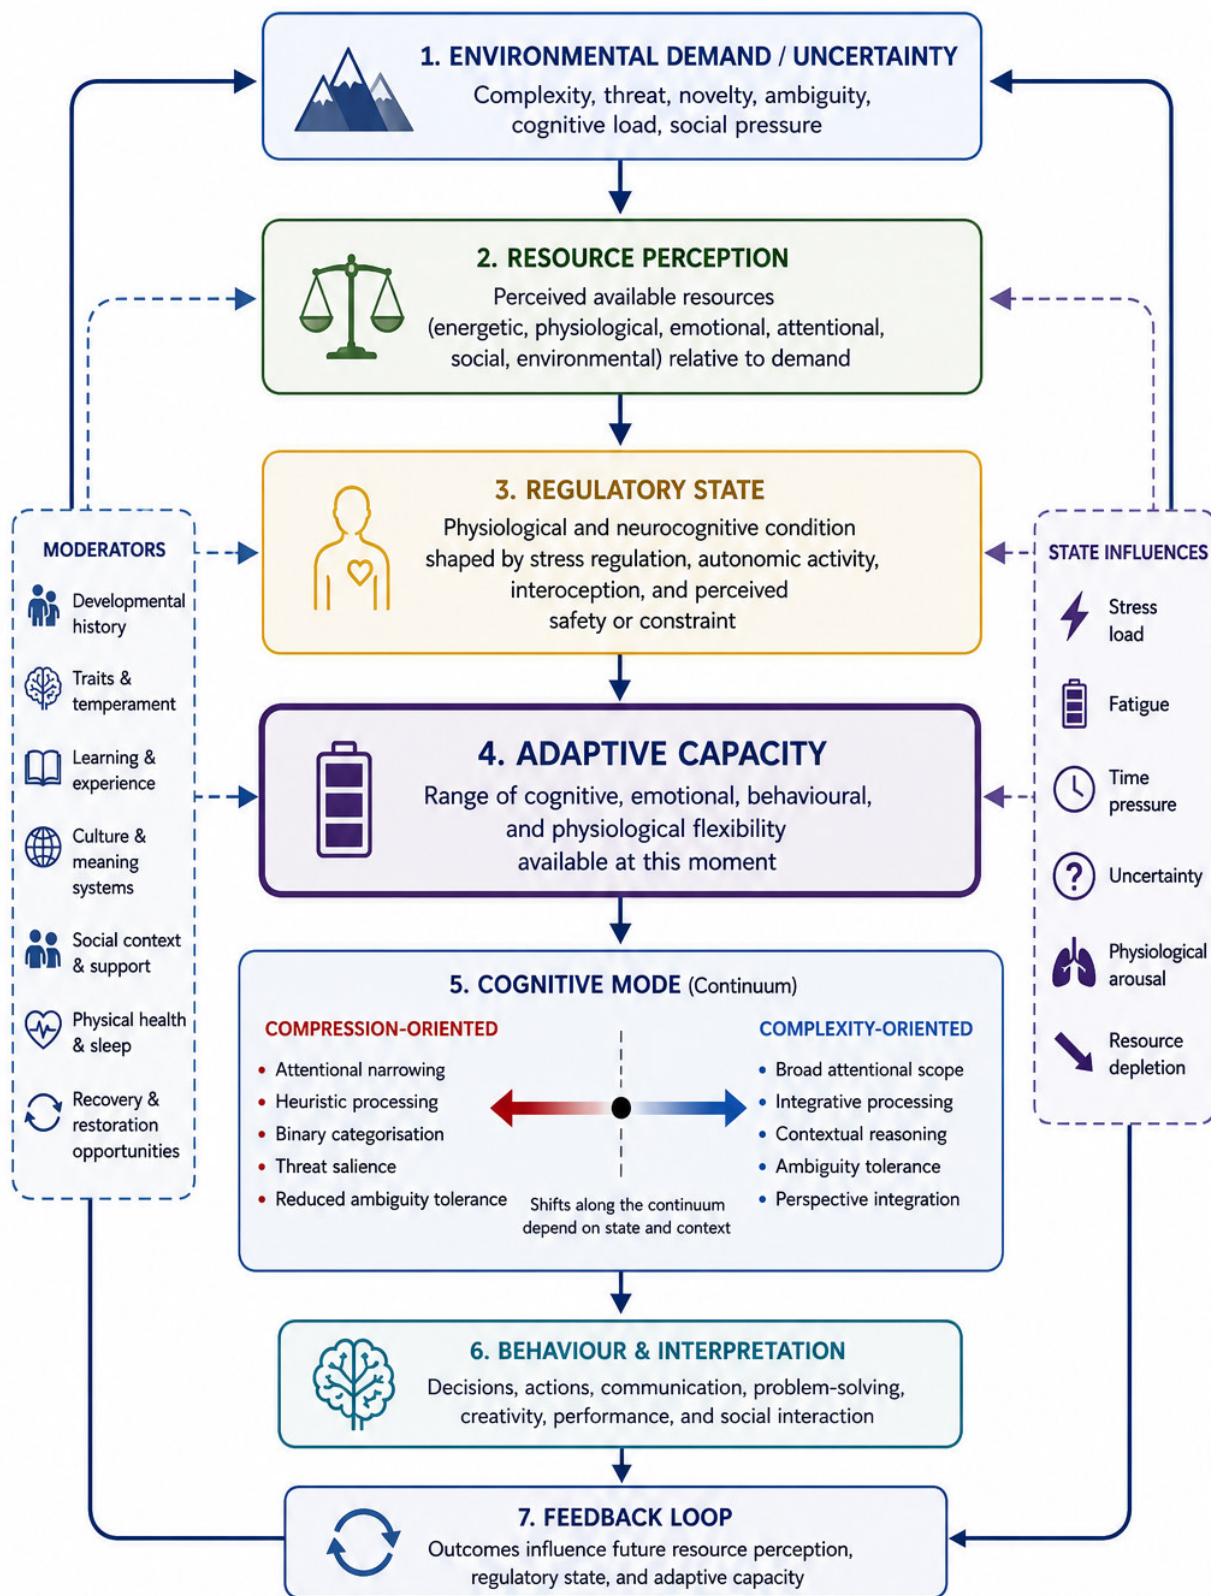 1. ENVIRONMENTAL DEMAND / UNCERTAINTY
Complexity, threat, novelty, ambiguity,
cognitive load, social pressure
2. RESOURCE PERCEPTION
Perceived available resources
(energetic, physiological, emotional, attentional,
social, environmental) relative to demand
3. REGULATORY STATE
Physiological and neurocognitive condition
shaped by stress regulation, autonomic activity,
interoception, and perceived
safety or constraint
MODERATORS
Developmental
history
Traits &
temperament
Learning &
experience
Culture &
meaning
systems
Social context
& support
Physical health
& sleep
Recovery &
restoration
opportunities
4. ADAPTIVE CAPACITY
Range of cognitive, emotional, behavioural,
and physiological flexibility
available at this moment
STATE INFLUENCES
Stress
load
Fatigue
Time
pressure
?
Uncertainty
Physiological
arousal
Resource
depletion
5. COGNITIVE MODE (Continuum)
COMPRESSION-ORIENTED
• Attentional narrowing
• Heuristic processing
• Binary categorisation
• Threat salience
• Reduced ambiguity tolerance
Shifts along the continuum
depend on state and context
COMPLEXITY-ORIENTED
• Broad attentional scope
• Integrative processing
• Contextual reasoning
• Ambiguity tolerance
• Perspective integration
6. BEHAVIOUR & INTERPRETATION
Decisions, actions, communication, problem-solving,
creativity, performance, and social interaction
7. FEEDBACK LOOP
Outcomes influence future resource perception,
regulatory state, and adaptive capacity